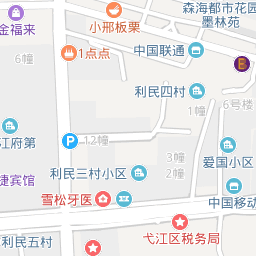 森海都市花园
墨林苑
小邢板栗
金福来
1点点
中国联通
6幢
利民四村
1幢
6号楼
江府第
P
12幢
3幢
2幢
爱国小区
利民三村小区
捷宾馆
雪松牙医
中国移动
弋江区税务局
利民五村